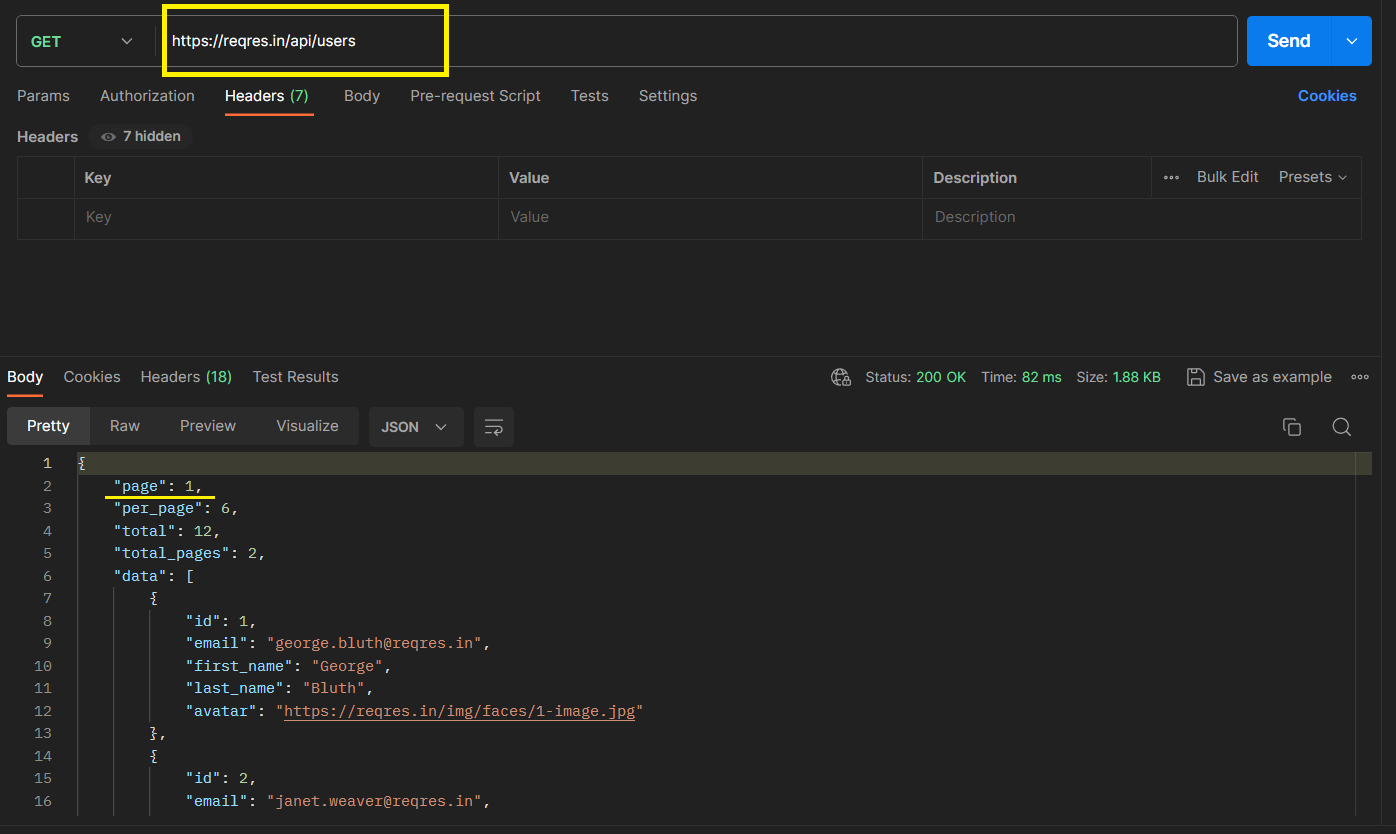 GET https://reqres.in/api/users Send
Params Authorization Headers (7) Body Pre-request Script Tests Settings Cookies
Headers 7 hidden
Key Value Description Bulk Edit Presets
Key Value Description
Body Cookies Headers (18) Test Results Status: 200 OK Time: 82 ms Size: 1.88 KB Save as example
Pretty Raw Preview Visualize JSON
1 {
2 "page": 1,
3 "per_page": 6,
4 "total": 12,
5 "total_pages": 2,
6 "data": [
7 {
8 "id": 1,
9 "email": "george.bluth@reqres.in",
10 "first_name": "George",
11 "last_name": "Bluth",
12 "avatar": "https://reqres.in/img/faces/1-image.jpg"
13 },
14 {
15 "id": 2,
16 "email": "janet.weaver@reqres.in",